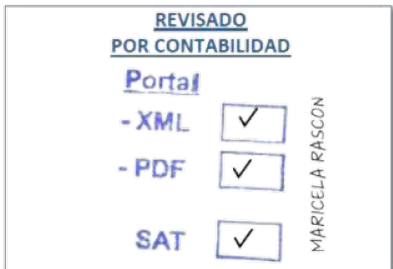 REVISADO
POR CONTABILIDAD
Portal
- XML ✓
- PDF ✓
SAT ✓
MARICELA RASCON